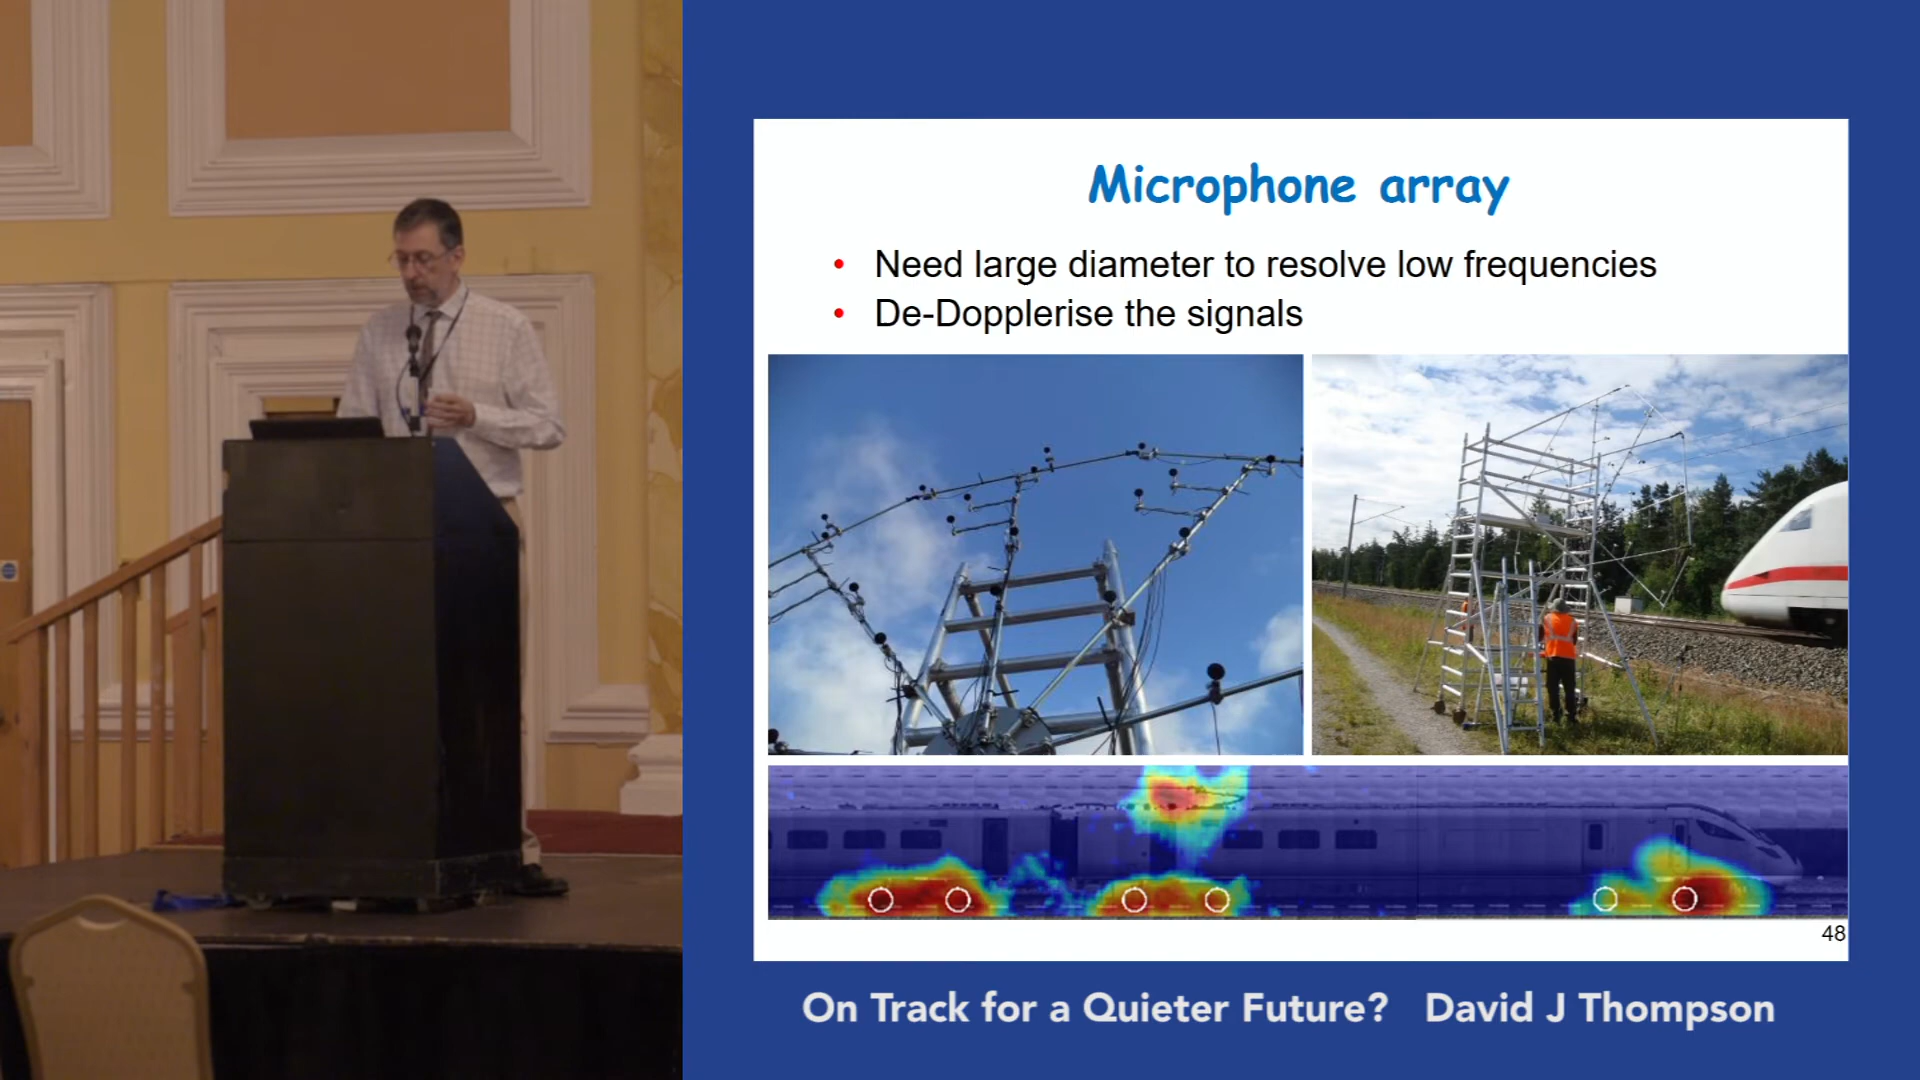 Microphone array
• Need large diameter to resolve low frequencies
• De-Dopplerise the signals
48
On Track for a Quieter Future? David J Thompson